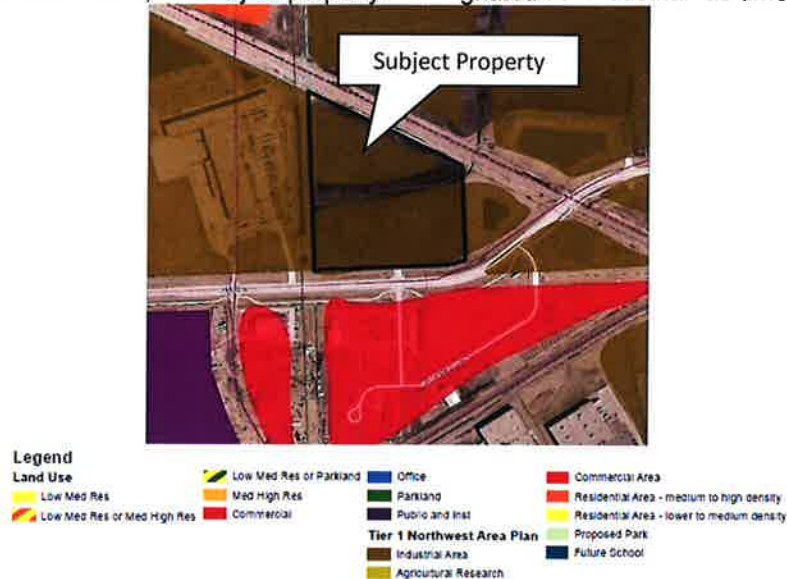 Subject Property
Legend
Land Use
Low Med Res
Low Med Res or Med High Res
Low Med Res or Parkland
Med High Res
Commercial
Office
Parkland
Public and Inst
Tier 1 Northwest Area Plan
Industrial Area
Agricultural Research
Commercial Area
Residential Area - medium to high density
Residential Area - lower to medium density
Proposed Park
Future School